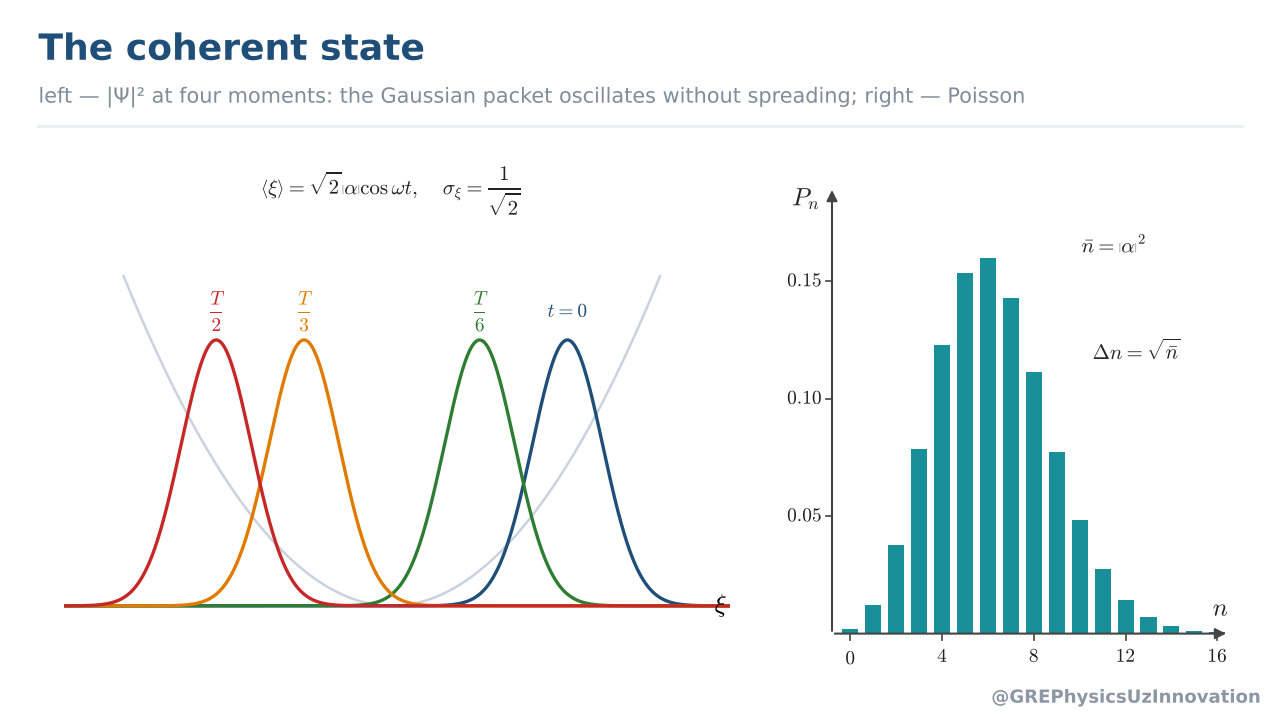 The coherent state
left — |Ψ|² at four moments: the Gaussian packet oscillates without spreading; right — Poisson
⟨ξ⟩ = √2|α|cos ωt, σ_ξ = 1/√2
T/2
T/3
T/6
t = 0
ξ
P_n
n̄ = |α|²
Δn = √n̄
0.15
0.10
0.05
n
0 4 8 12 16
@GREPhysicsUzInnovation